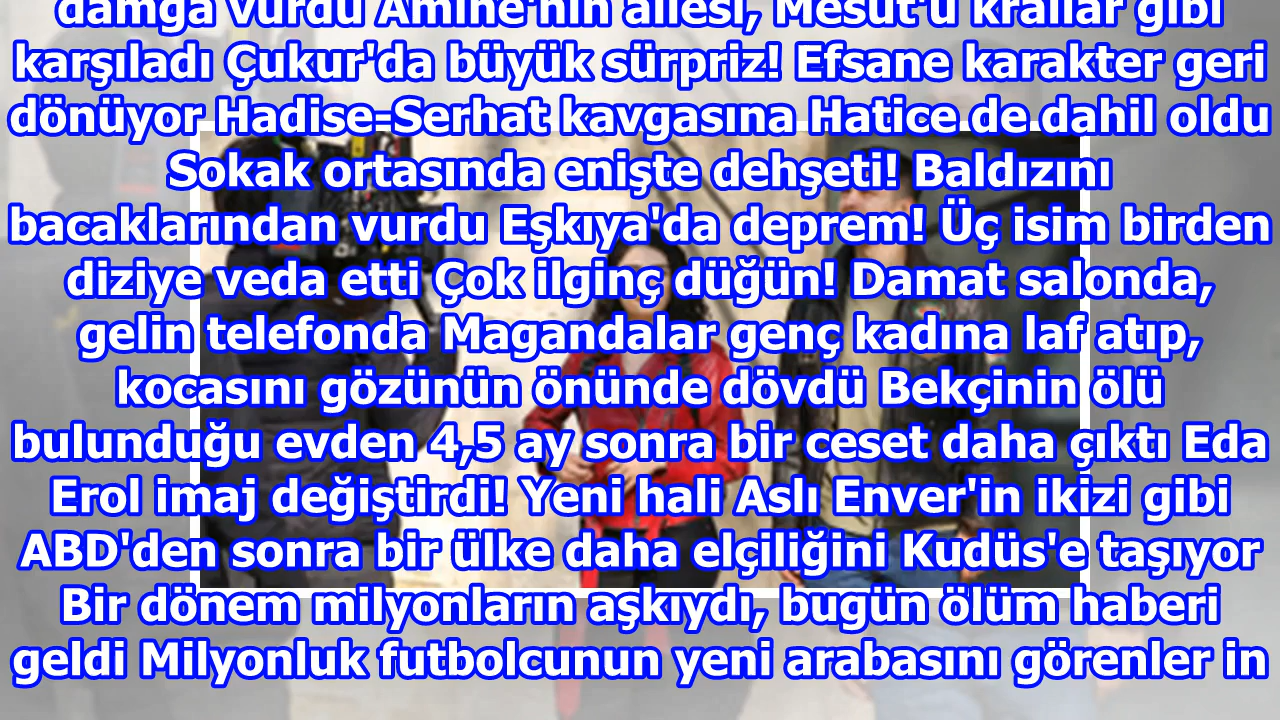 damga vurdu Amine'nin ailesi, Mesut'u krallar gibi
karşıladı Çukur'da büyük sürpriz! Efsane karakter geri
dönüyor Hadise-Serhat kavgasına Hatice de dahil oldu
Sokak ortasında enişte dehşeti! Baldızını
bacaklarından vurdu Eşkıya'da deprem! Üç isim birden
diziye veda etti Çok ilginç düğün! Damat salonda,
gelin telefonda Magandalar genç kadına laf atıp,
kocasını gözünün önünde dövdü Bekçinin ölü
bulunduğu evden 4,5 ay sonra bir ceset daha çıktı Eda
Erol imaj değiştirdi! Yeni hali Aslı Enver'in ikizi gibi
ABD'den sonra bir ülke daha elçiliğini Kudüs'e taşıyor
Bir dönem milyonların aşkıydı, bugün ölüm haberi
geldi Milyonluk futbolcunun yeni arabasını görenler in